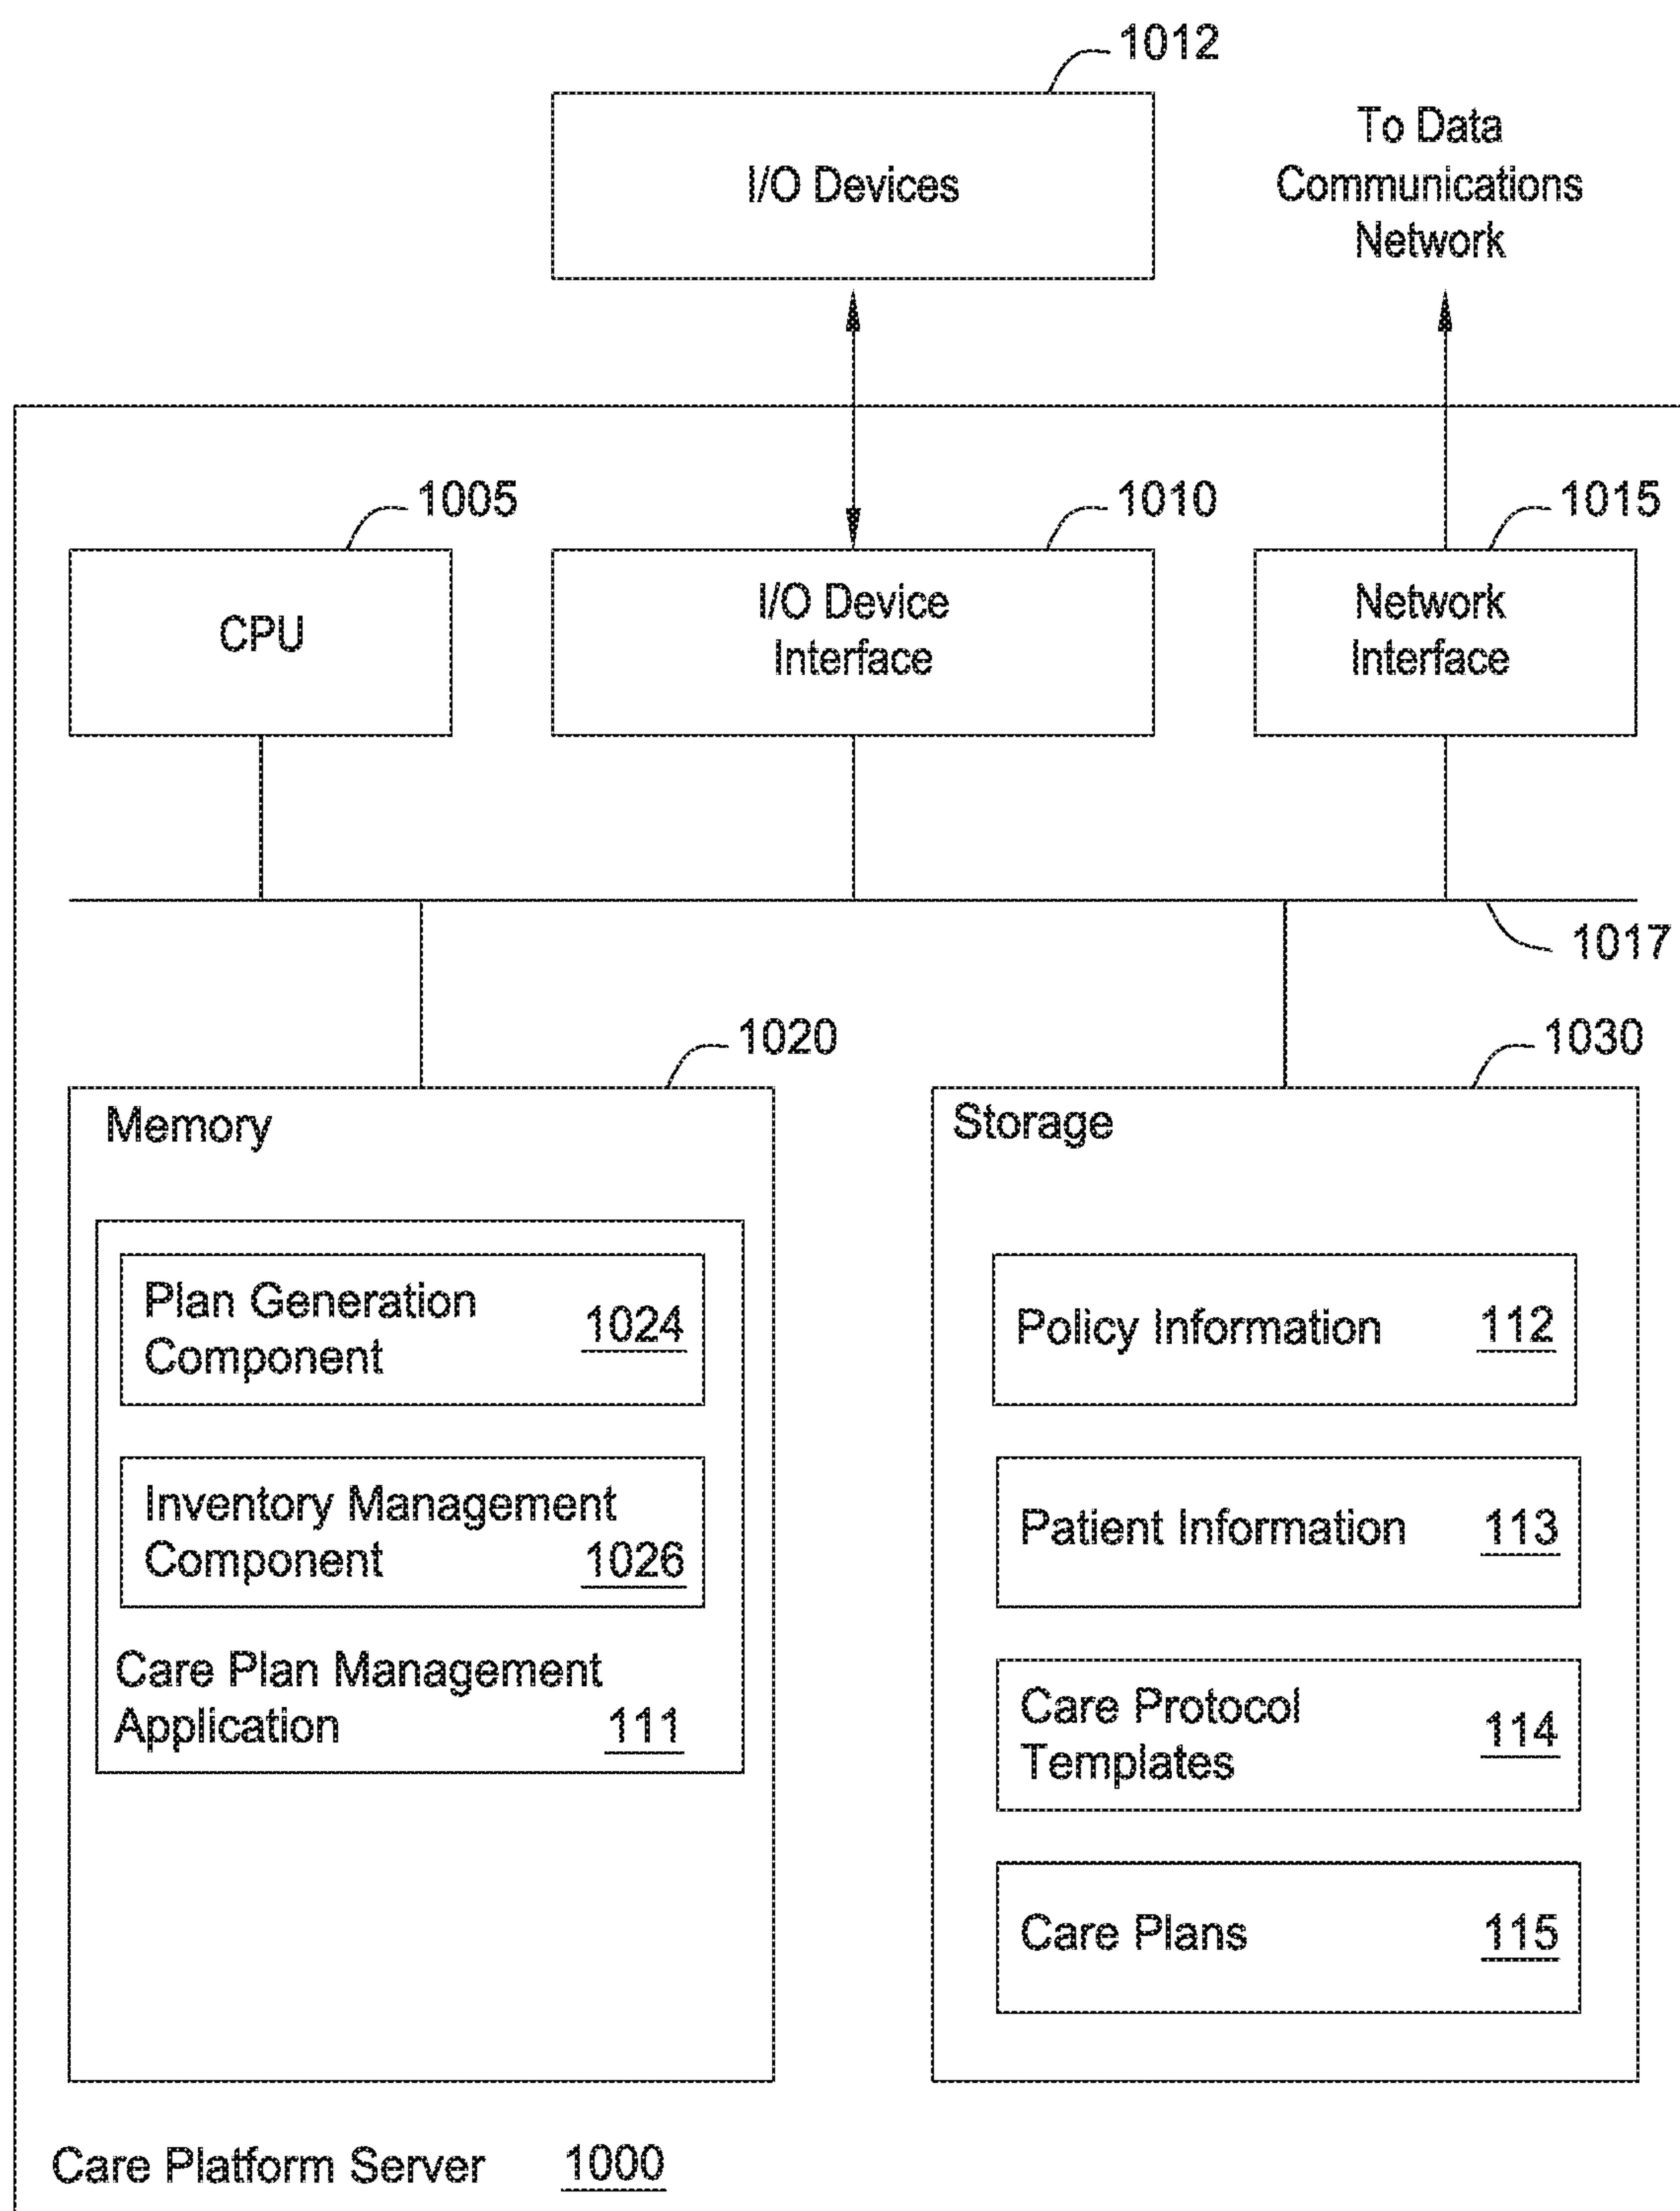 1012
I/O Devices
To Data
Communications
Network
1005
CPU
1010
I/O Device
Interface
1015
Network
Interface
1017
1020
Memory
Plan Generation
Component 1024
Inventory Management
Component 1026
Care Plan Management
Application 111
1030
Storage
Policy Information 112
Patient Information 113
Care Protocol
Templates 114
Care Plans 115
Care Platform Server 1000